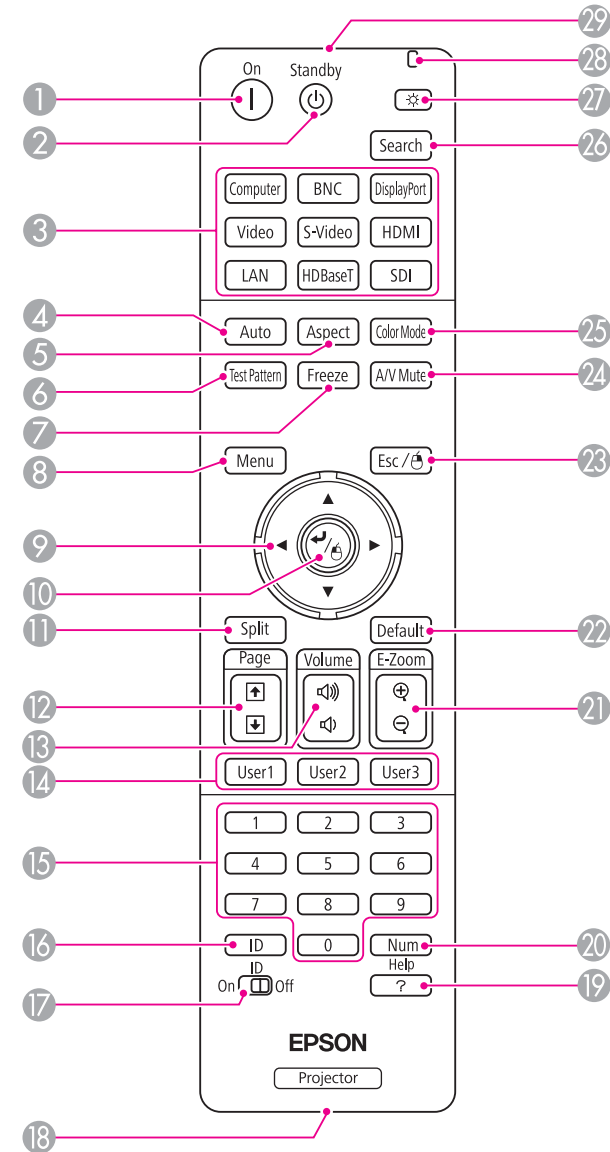 29
28
On Standby
1
27
2
Search 26
Computer BNC DisplayPort
3 Video S-Video HDMI
LAN HDBaseT SDI
4 Auto Aspect Color Mode 25
5
6 Test Pattern Freeze A/V Mute 24
7
8 Menu Esc / 23
9
10 /
11 Split Default 22
Page Volume E-Zoom
12 21
13
14 User1 User2 User3
1 2 3
15 4 5 6
7 8 9
16 ID 0 Num 20
ID Help
17 On Off ? 19
EPSON
Projector
18